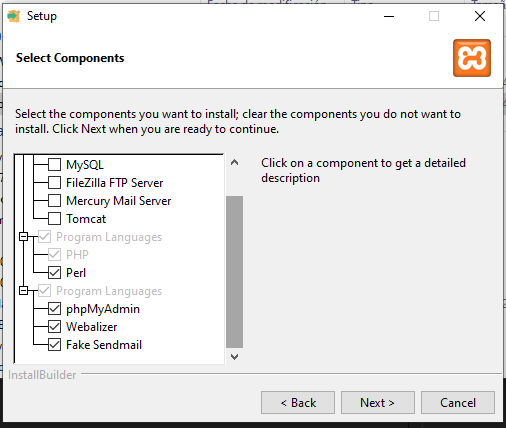 Setup
Select Components
Select the components you want to install; clear the components you do not want to
install. Click Next when you are ready to continue.
MySQL
FileZilla FTP Server
Mercury Mail Server
Tomcat
Program Languages
PHP
Perl
Program Languages
phpMyAdmin
Webalizer
Fake Sendmail
Click on a component to get a detailed
description
InstallBuilder
< Back
Next >
Cancel